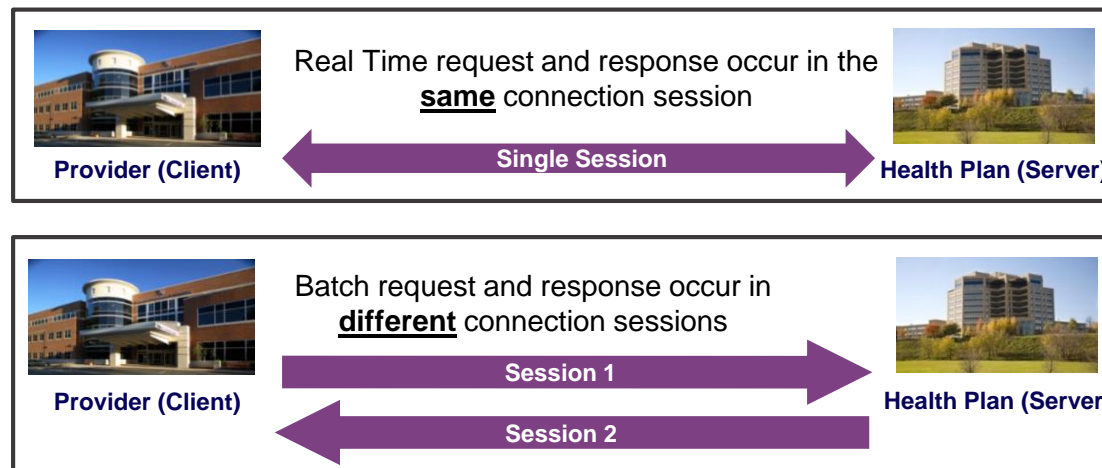 Real Time request and response occur in the
same connection session
Single Session
Provider (Client)
Health Plan (Server)
Batch request and response occur in
different connection sessions
Session 1
Provider (Client)
Health Plan (Server
Session 2